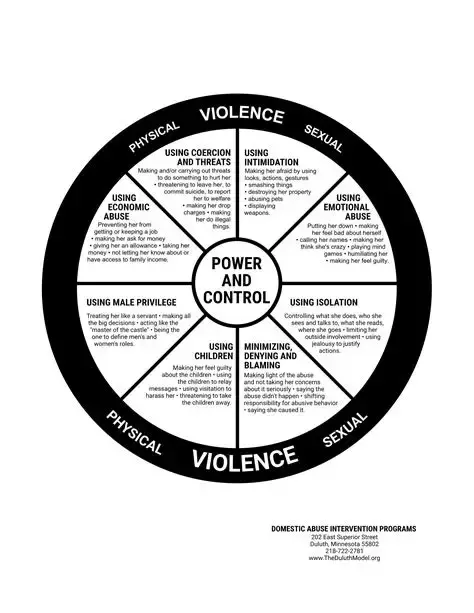 PHYSICAL VIOLENCE SEXUAL
USING COERCION
AND THREATS
Making and/or carrying out threats
to do something to hurt her
• threatening to leave her, to
commit suicide, to report
her to welfare
• making her drop
charges • making
her do illegal
things.
USING
INTIMIDATION
Making her afraid by using
looks, actions, gestures
• smashing things
• destroying her property
• abusing pets
• displaying
weapons.
USING
EMOTIONAL
ABUSE
Putting her down • making
her feel bad about herself
• calling her names • making her
think she's crazy • playing mind
games • humiliating her
• making her feel guilty.
USING ISOLATION
Controlling what she does, who she
sees and talks to, what she reads,
where she goes • limiting her
outside involvement • using
jealousy to justify
actions.
MINIMIZING,
DENYING AND
BLAMING
Making light of the abuse
and not taking her concerns
about it seriously • saying the
abuse didn't happen • shifting
responsibility for abusive behavior
• saying she caused it.
USING
CHILDREN
Making her feel guilty
about the children • using
the children to relay
messages • using visitation to
harass her • threatening to take
the children away.
USING MALE PRIVILEGE
Treating her like a servant • making all
the big decisions • acting like the
"master of the castle" • being the
one to define men's and
women's roles.
USING
ECONOMIC
ABUSE
Preventing her from
getting or keeping a job
• making her ask for money
• giving her an allowance • taking her
money • not letting her know about or
have access to family income.
POWER
AND
CONTROL
PHYSICAL VIOLENCE SEXUAL
DOMESTIC ABUSE INTERVENTION PROGRAMS
202 East Superior Street
Duluth, Minnesota 55802
218-722-2781
www.TheDuluthModel.org